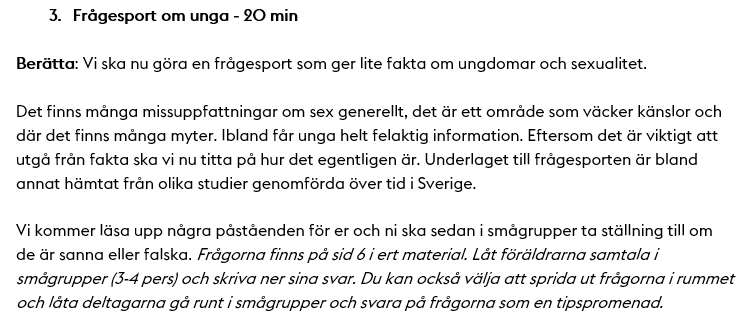 3. Frågesport om unga - 20 min
Berätta: Vi ska nu göra en frågesport som ger lite fakta om ungdomar och sexualitet.
Det finns många missuppfattningar om sex generellt, det är ett område som väcker känslor och
där det finns många myter. Ibland får unga helt felaktig information. Eftersom det är viktigt att
utgå från fakta ska vi nu titta på hur det egentligen är. Underlaget till frågesporten är bland
annat hämtat från olika studier genomförda över tid i Sverige.
Vi kommer läsa upp några påståenden för er och ni ska sedan i smågrupper ta ställning till om
de är sanna eller falska. Frågorna finns på sid 6 i ert material. Låt föräldrarna samtala i
smågrupper (3-4 pers) och skriva ner sina svar. Du kan också välja att sprida ut frågorna i rummet
och låta deltagarna gå runt i smågrupper och svara på frågorna som en tipspromenad.